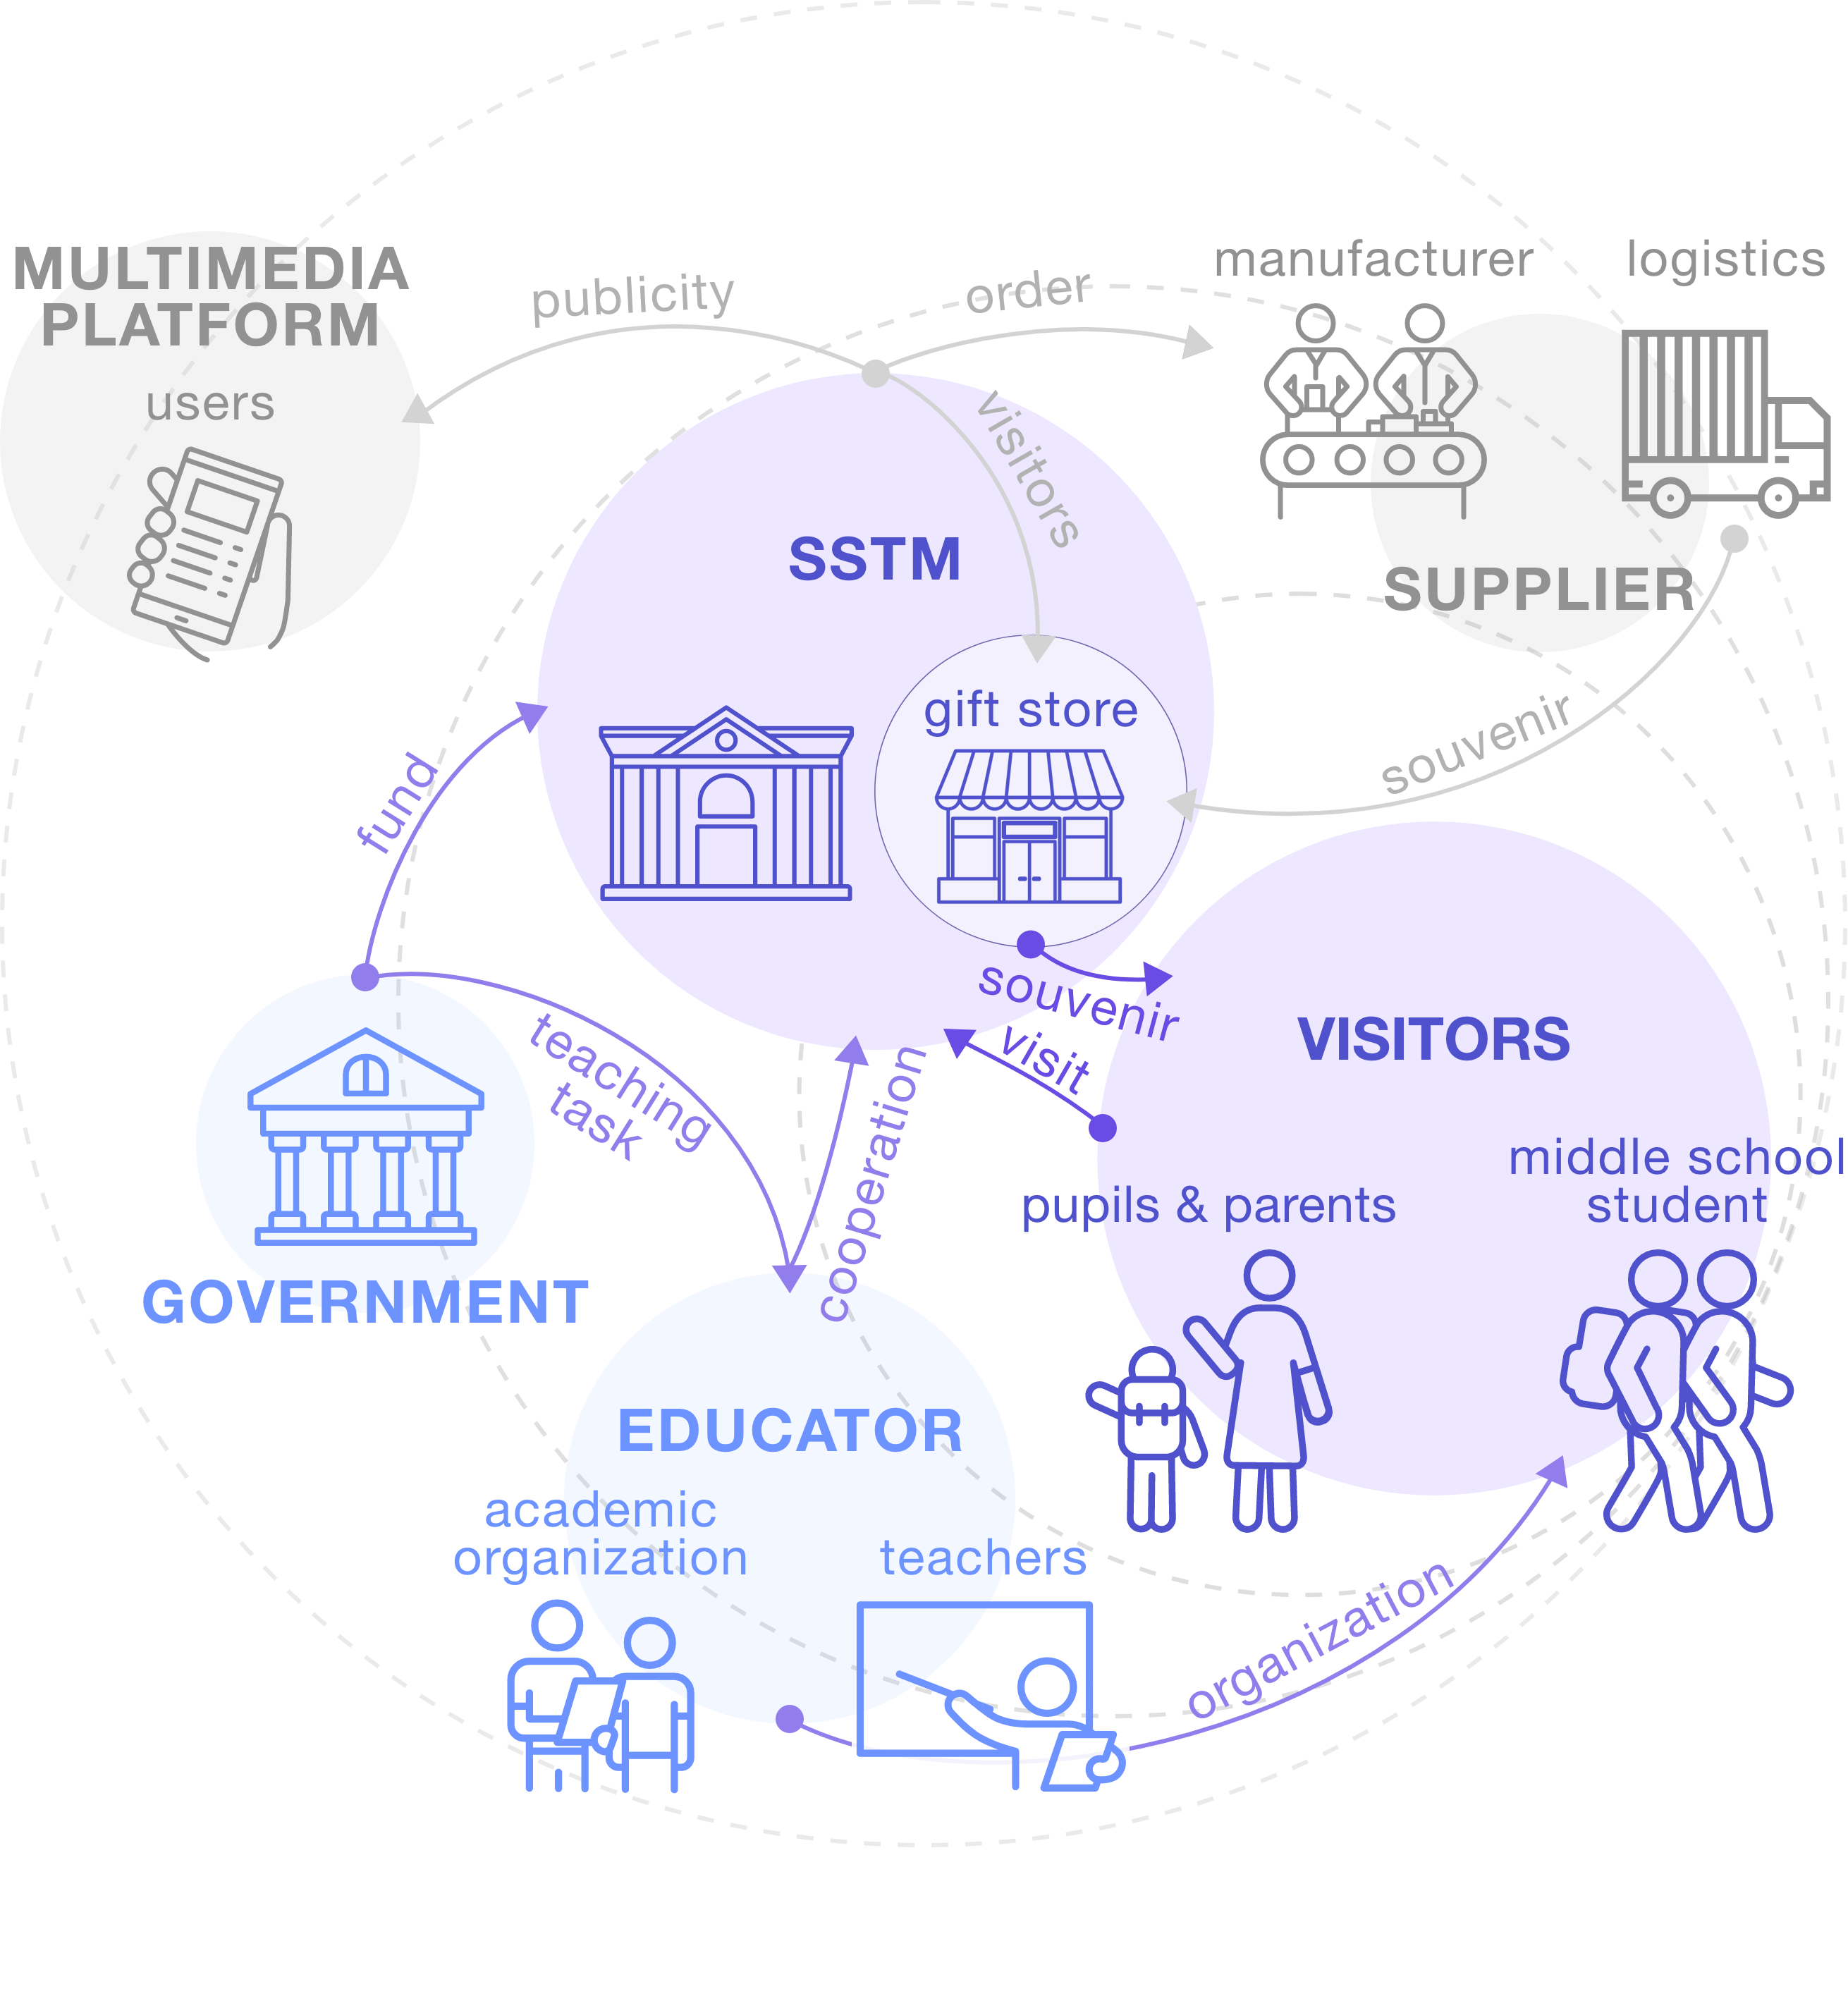 MULTIMEDIA
PLATFORM
users
publicity
order
manufacturer
logistics
visitors
SSTM
SUPPLIER
gift store
souvenir
fund
souvenir
visit
VISITORS
teaching
task
cooperation
pupils & parents
middle school
student
GOVERNMENT
EDUCATOR
academic
organization
teachers
organization